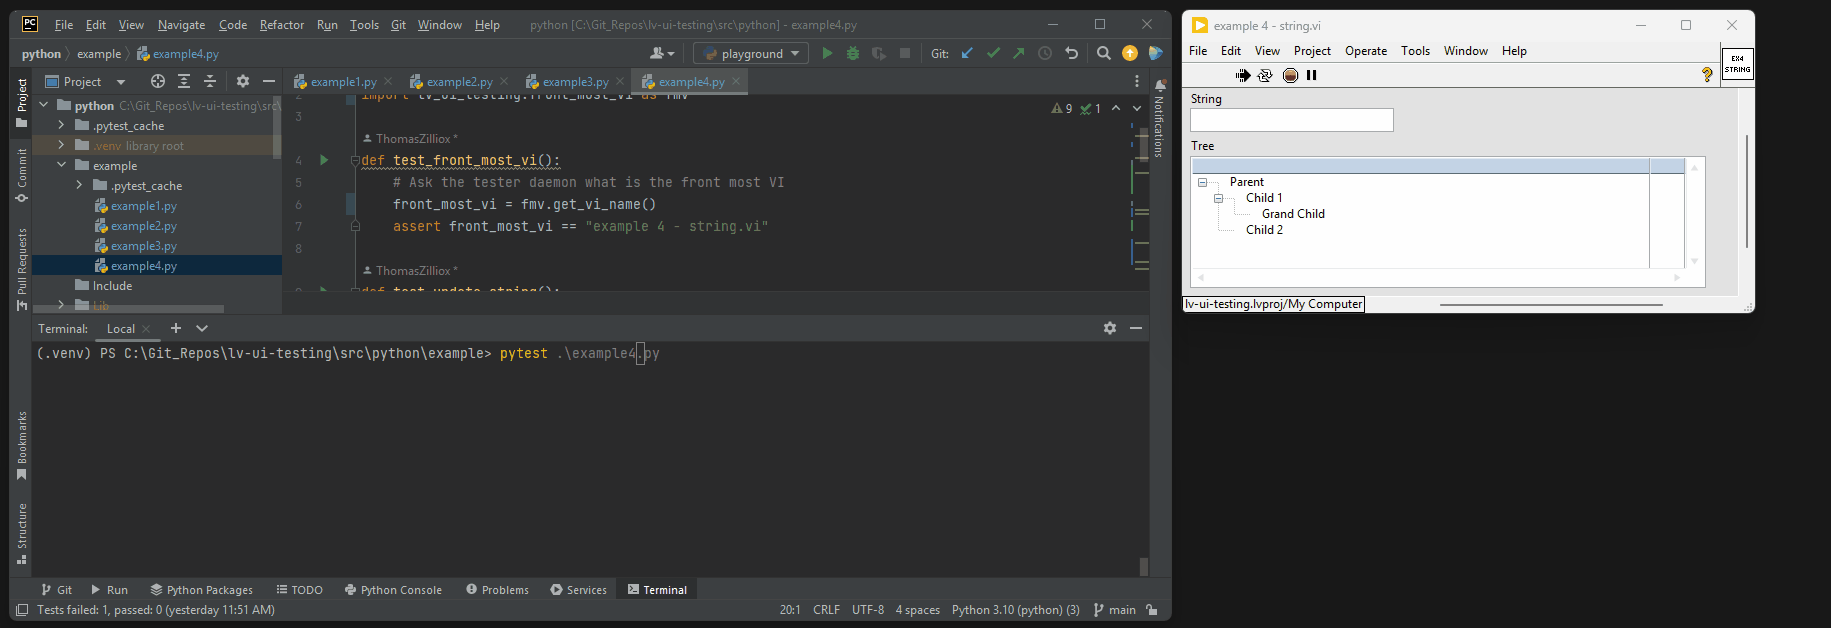 PC File Edit View Navigate Code Refactor Run Tools Git Window Help python [C:\Git_Repos\lv-ui-testing\src\python] - example4.py
python example example4.py playground Git:
Project
example1.py example2.py example3.py example4.py
python C:\Git_Repos\lv-ui-testing\src\
.pytest_cache
.venv library root
example
.pytest_cache
example1.py
example2.py
example3.py
example4.py
Include
Lib
2 import lv_ui_testing.front_most_vi as fmv
9 1
3
ThomasZilliox *
4 def test_front_most_vi():
5 # Ask the tester daemon what is the front most VI
6 front_most_vi = fmv.get_vi_name()
7 assert front_most_vi == "example 4 - string.vi"
8
ThomasZilliox *
9 def test_update_string():
Project
Commit
Pull Requests
Bookmarks
Structure
Notifications
Terminal: Local
(.venv) PS C:\Git_Repos\lv-ui-testing\src\python\example> pytest .\example4.py
Git Run Python Packages TODO Python Console Problems Services Terminal
Tests failed: 1, passed: 0 (yesterday 11:51 AM) 20:1 CRLF UTF-8 4 spaces Python 3.10 (python) (3) main
example 4 - string.vi
File Edit View Project Operate Tools Window Help
EX4
STRING
String
Tree
Parent
Child 1
Grand Child
Child 2
lv-ui-testing.lvproj/My Computer